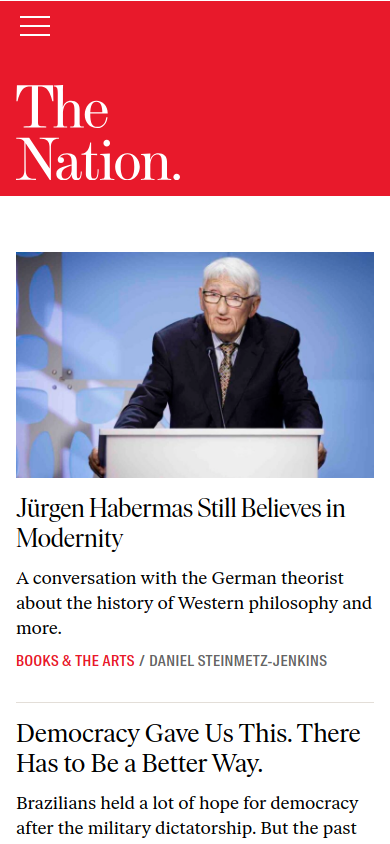 The
Nation.
Jürgen Habermas Still Believes in
Modernity
A conversation with the German theorist
about the history of Western philosophy and
more.
BOOKS & THE ARTS / DANIEL STEINMETZ-JENKINS
Democracy Gave Us This. There
Has to Be a Better Way.
Brazilians held a lot of hope for democracy
after the military dictatorship. But the past